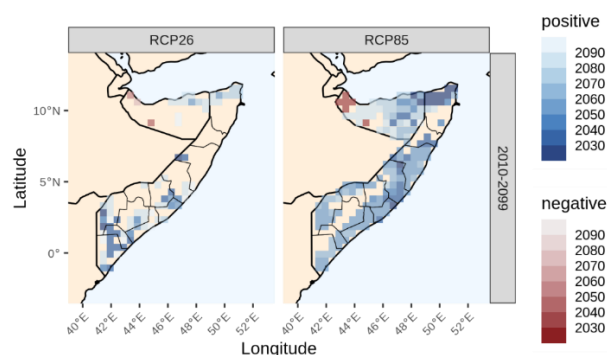 RCP26
RCP85
Latitude
10°N
5°N
0°
40°E
42°E
44°E
46°E
48°E
50°E
52°E
40°E
42°E
44°E
46°E
48°E
50°E
52°E
Longitude
2010-2099
positive
2090
2080
2070
2060
2050
2040
2030
negative
2090
2080
2070
2060
2050
2040
2030